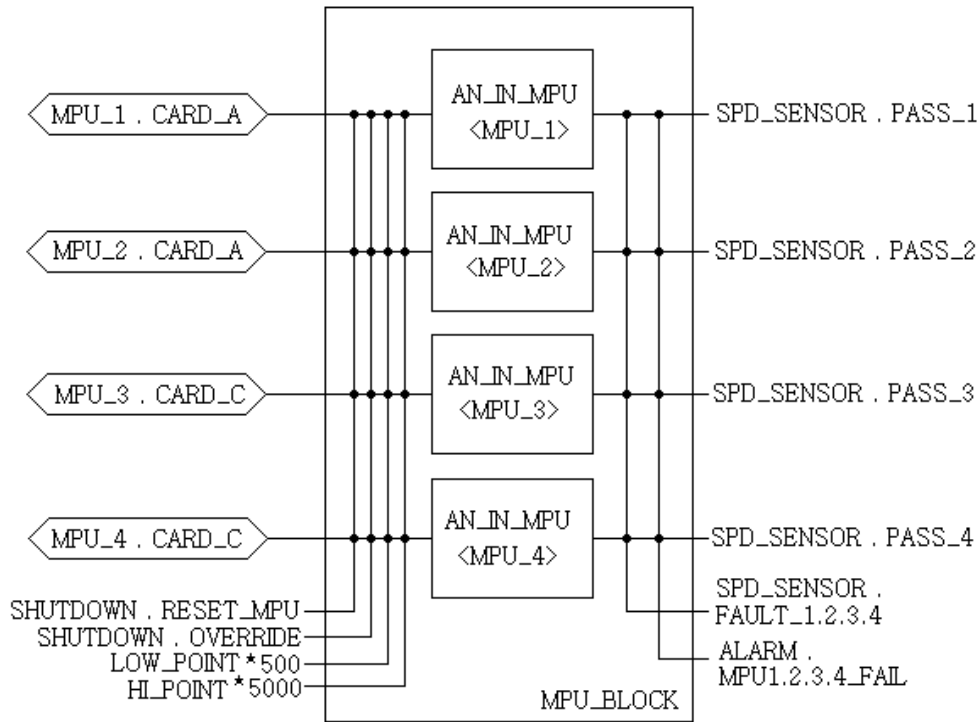 MPU_1 . CARD_A
AN_IN_MPU
<MPU_1>
SPD_SENSOR . PASS_1
MPU_2 . CARD_A
AN_IN_MPU
<MPU_2>
SPD_SENSOR . PASS_2
MPU_3 . CARD_C
AN_IN_MPU
<MPU_3>
SPD_SENSOR . PASS_3
MPU_4 . CARD_C
AN_IN_MPU
<MPU_4>
SPD_SENSOR . PASS_4
SHUTDOWN . RESET_MPU
SHUTDOWN . OVERRIDE
LOW_POINT *500
HI_POINT *5000
SPD_SENSOR .
FAULT_1.2.3.4
ALARM .
MPU1.2.3.4_FAIL
MPU_BLOCK